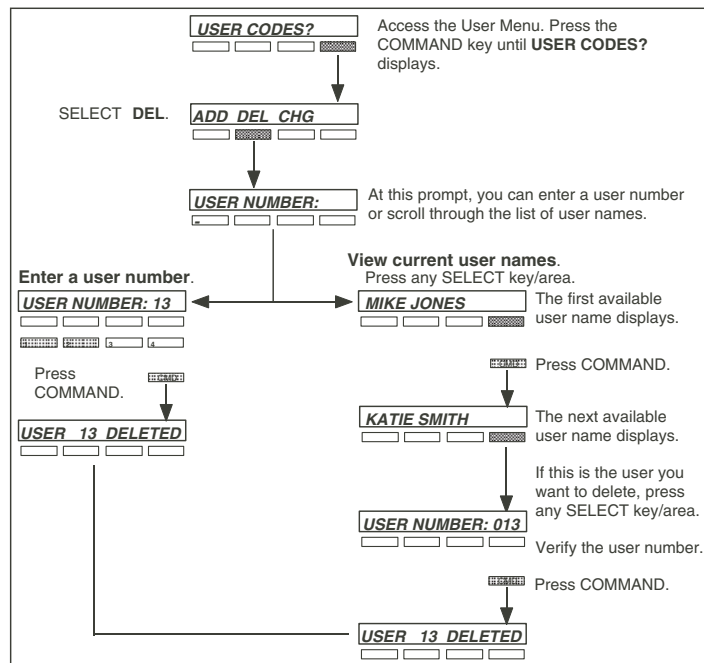 USER CODES?
Access the User Menu. Press the
COMMAND key until USER CODES?
displays.
SELECT DEL.
ADD DEL CHG
USER NUMBER:
At this prompt, you can enter a user number
or scroll through the list of user names.
Enter a user number.
USER NUMBER: 13
1 2 3 4
Press
COMMAND.
CMD
USER 13 DELETED
View current user names.
Press any SELECT key/area.
MIKE JONES
The first available
user name displays.
CMD
Press COMMAND.
KATIE SMITH
The next available
user name displays.
If this is the user you
want to delete, press
any SELECT key/area.
USER NUMBER: 013
Verify the user number.
CMD
Press COMMAND.
USER 13 DELETED